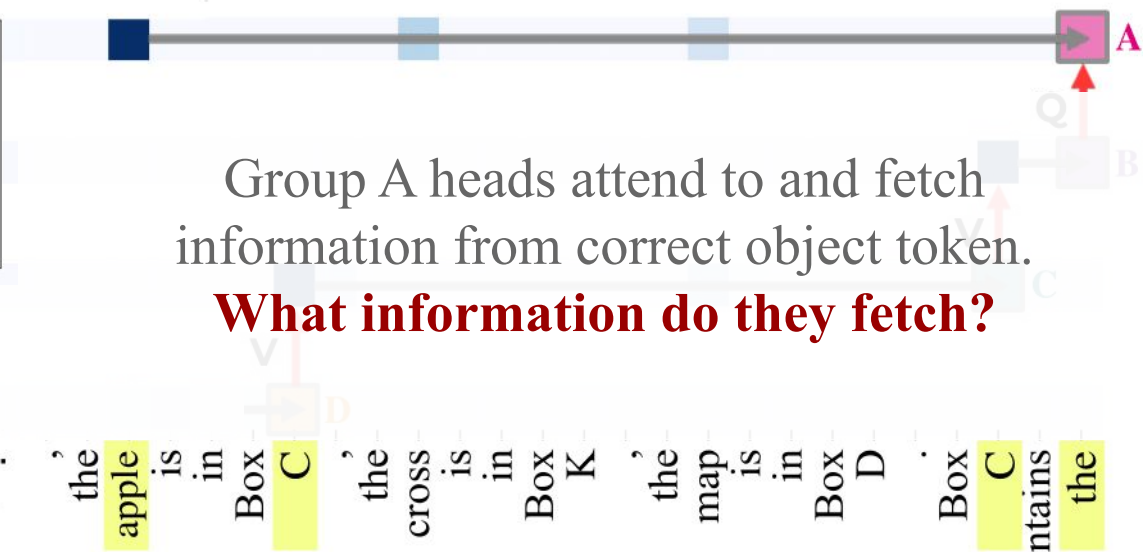 A
Q
B
Group A heads attend to and fetch
V
information from correct object token.
C
What information do they fetch?
V
D
. , the apple is in Box C , the cross is in Box K , the map is in Box D . Box C ntains the